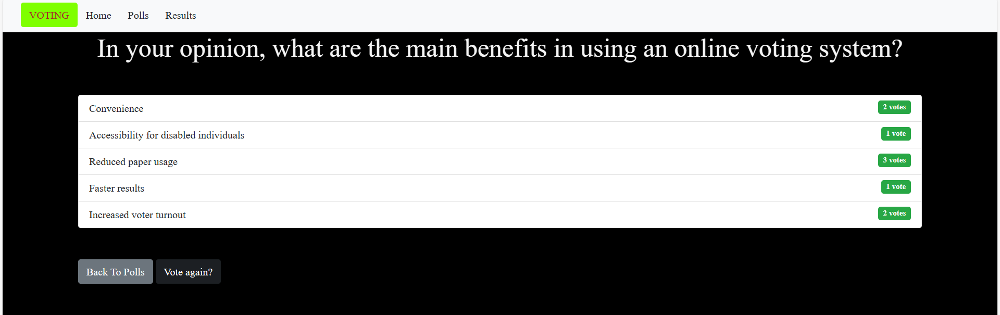 VOTING Home Polls Results
In your opinion, what are the main benefits in using an online voting system?
Convenience 2 votes
Accessibility for disabled individuals 1 vote
Reduced paper usage 3 votes
Faster results 1 vote
Increased voter turnout 2 votes
Back To Polls Vote again?